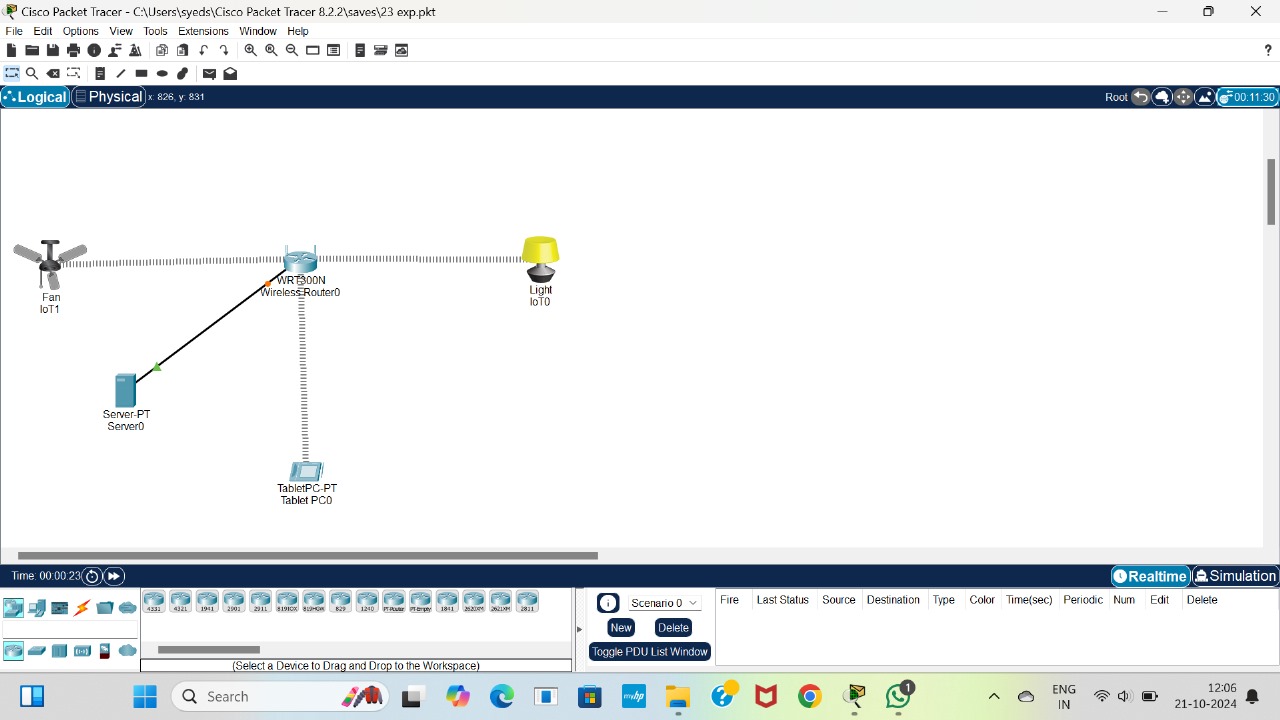 Cisco Packet Tracer - C:\Users\syeds\Cisco Packet Tracer 8.2.2\saves\23 exp.pkt
File Edit Options View Tools Extensions Window Help
?
Logical Physical x: 826, y: 831 Root 00:11:30
Fan
IoT1
WRT300N
Wireless Router0
Light
IoT0
Server-PT
Server0
TabletPC-PT
Tablet PC0
Time: 00:00:23 Realtime Simulation
4331 4321 1941 2901 2911 819IOX 819HGW 829 1240 PT-Router PT-Empty 1841 2620XM 2621XM 2811
Scenario 0
New Delete
Toggle PDU List Window
Fire Last Status Source Destination Type Color Time(sec) Periodic Num Edit Delete
(Select a Device to Drag and Drop to the Workspace)
Search
myhp
1
ENG
IN
12:06
21-10-2024